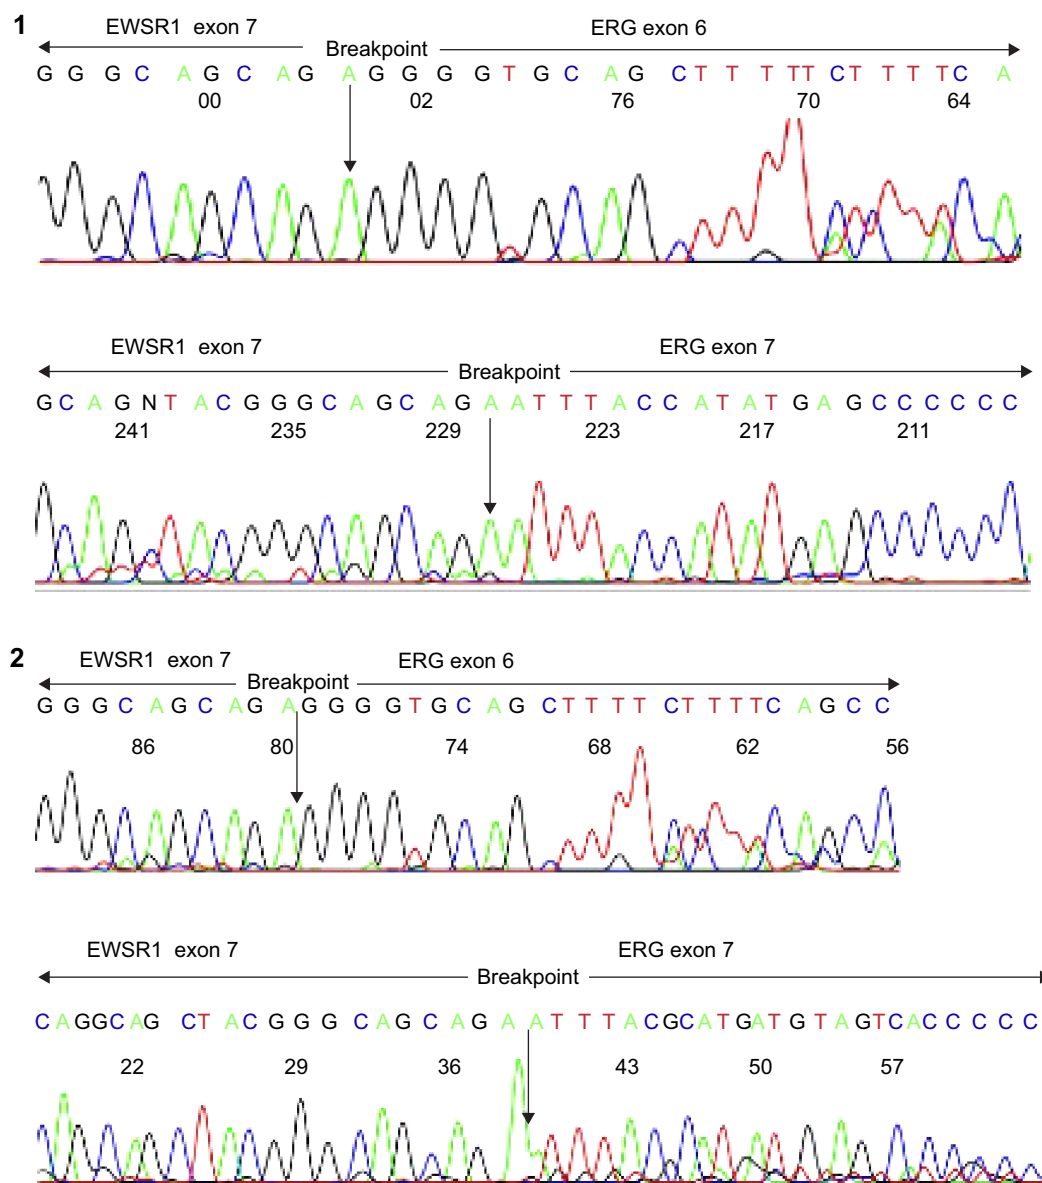 1
EWSR1 exon 7 ERG exon 6
Breakpoint
G G G C A G C A G A G G G G T G C A G C T T T T T C T T T T C A
00 02 76 70 64
EWSR1 exon 7 ERG exon 7
Breakpoint
G C A G N T A C G G G C A G C A G A A T T T A C C A T A T G A G C C C C C C
241 235 229 223 217 211
2
EWSR1 exon 7 ERG exon 6
Breakpoint
G G G C A G C A G A G G G G T G C A G C T T T T C T T T T C A G C C
86 80 74 68 62 56
EWSR1 exon 7 ERG exon 7
Breakpoint
C A G G C A G C T A C G G G C A G C A G A A T T T A C G C A T G A T G T A G T C A C C C C C
22 29 36 43 50 57